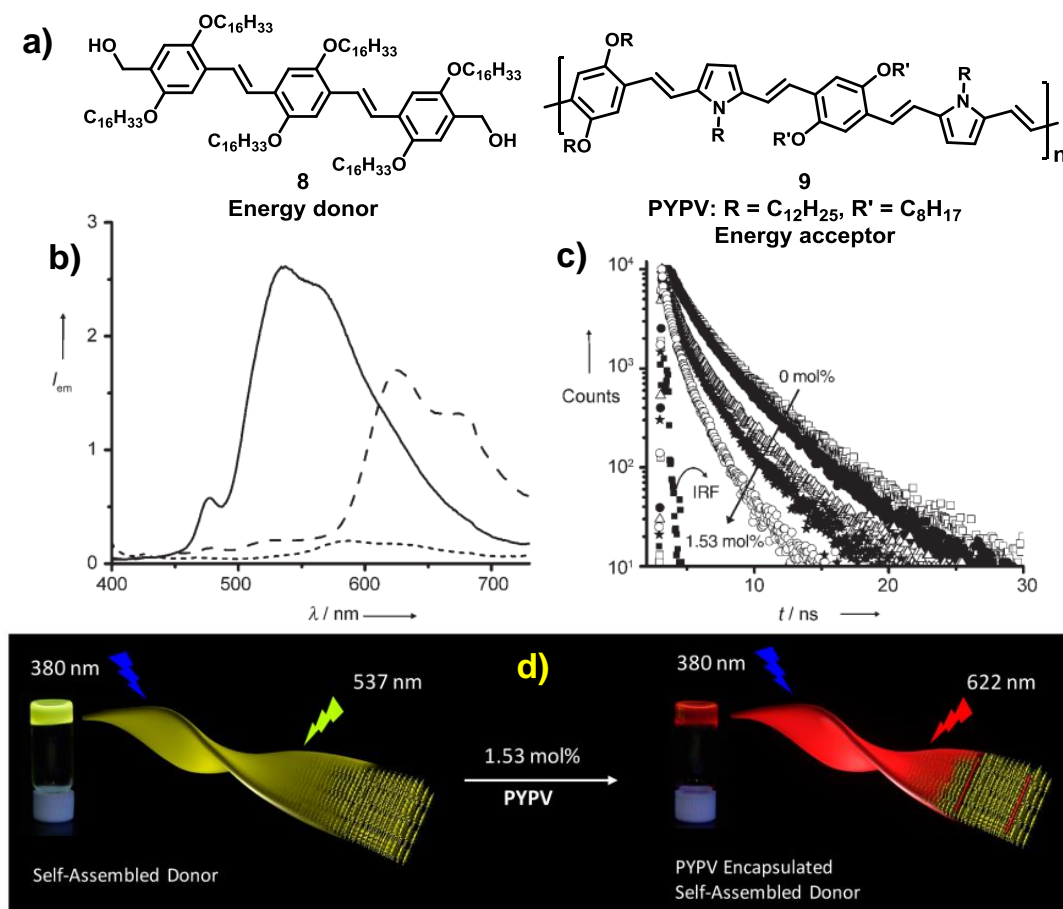 a)
OC16H33
HO
OC16H33
OC16H33
C16H33O
OC16H33
OH
C16H33O
8
Energy donor
OR
R
N
OR'
R
N
RO
R'O
n
9
PYPV: R = C12H25, R' = C8H17
Energy acceptor
b)
3
2
1
0
Iem
400
500
600
700
λ / nm
c)
10^4
10^3
10^2
10^1
Counts
0 mol%
IRF
1.53 mol%
10
20
30
t / ns
d)
380 nm
537 nm
1.53 mol%
PYPV
380 nm
622 nm
Self-Assembled Donor
PYPV Encapsulated
Self-Assembled Donor